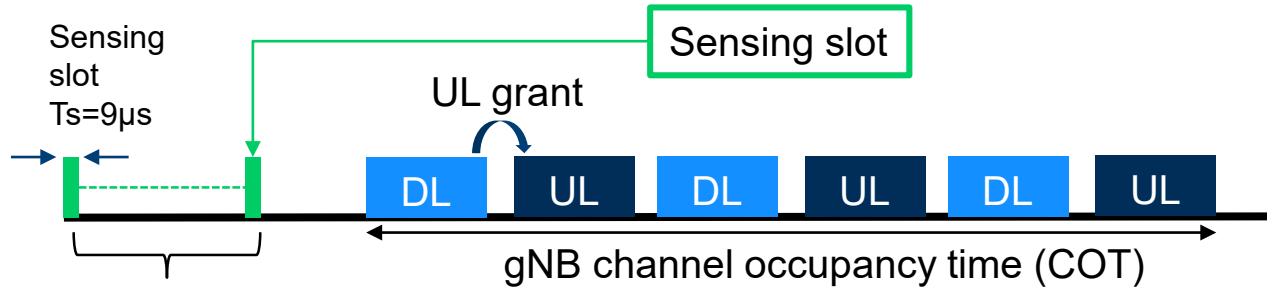 Sensing
slot
Ts=9µs
Sensing slot
UL grant
DL
UL
DL
UL
DL
UL
gNB channel occupancy time (COT)